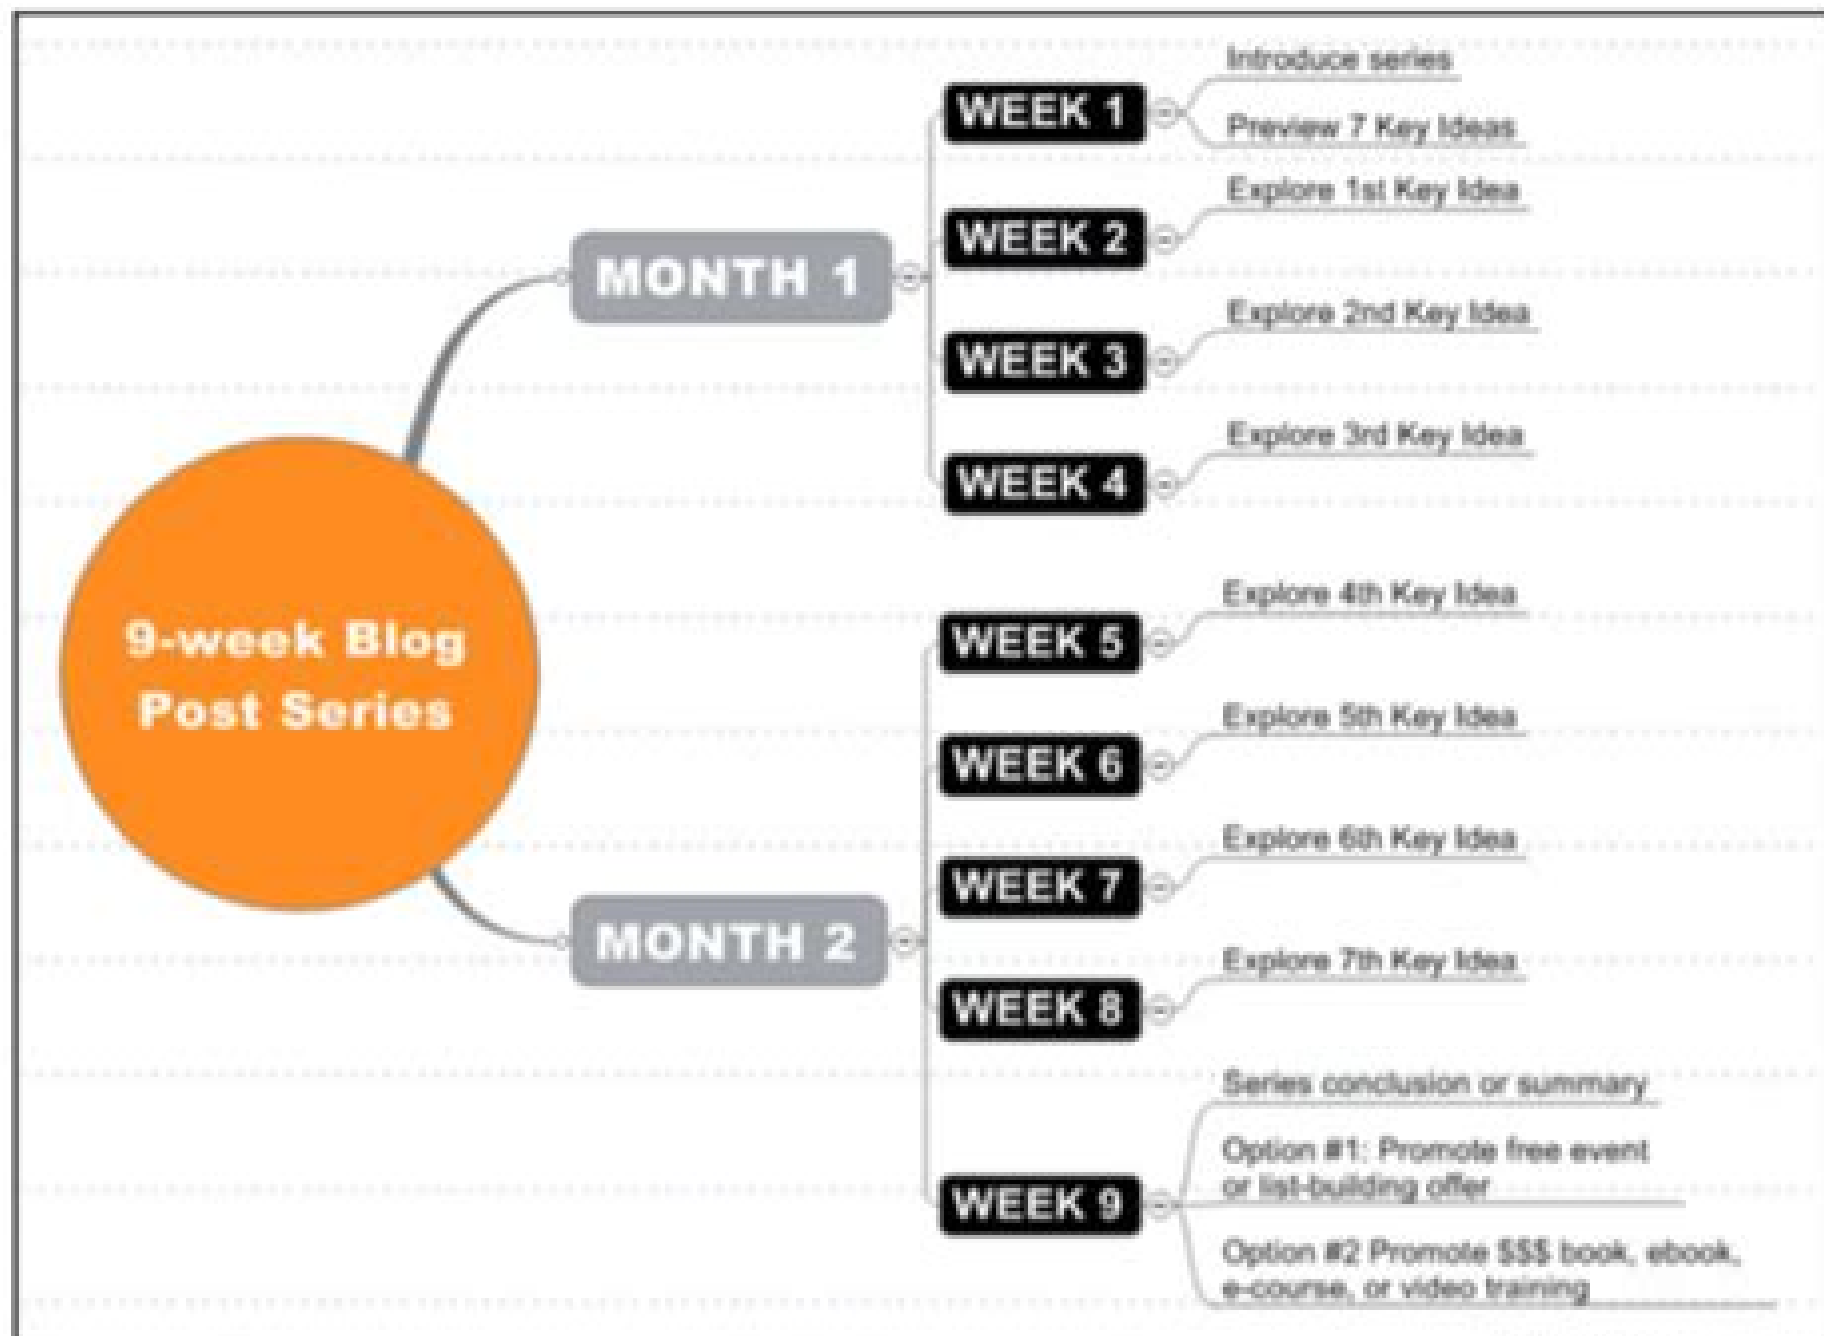 9-week Blog
Post Series
MONTH 1
WEEK 1
Introduce series
Preview 7 Key Ideas
WEEK 2
Explore 1st Key Idea
WEEK 3
Explore 2nd Key Idea
WEEK 4
Explore 3rd Key Idea
MONTH 2
WEEK 5
Explore 4th Key Idea
WEEK 6
Explore 5th Key Idea
WEEK 7
Explore 6th Key Idea
WEEK 8
Explore 7th Key Idea
WEEK 9
Series conclusion or summary
Option #1: Promote free event
or list-building offer
Option #2 Promote $$$ book, ebook,
e-course, or video training